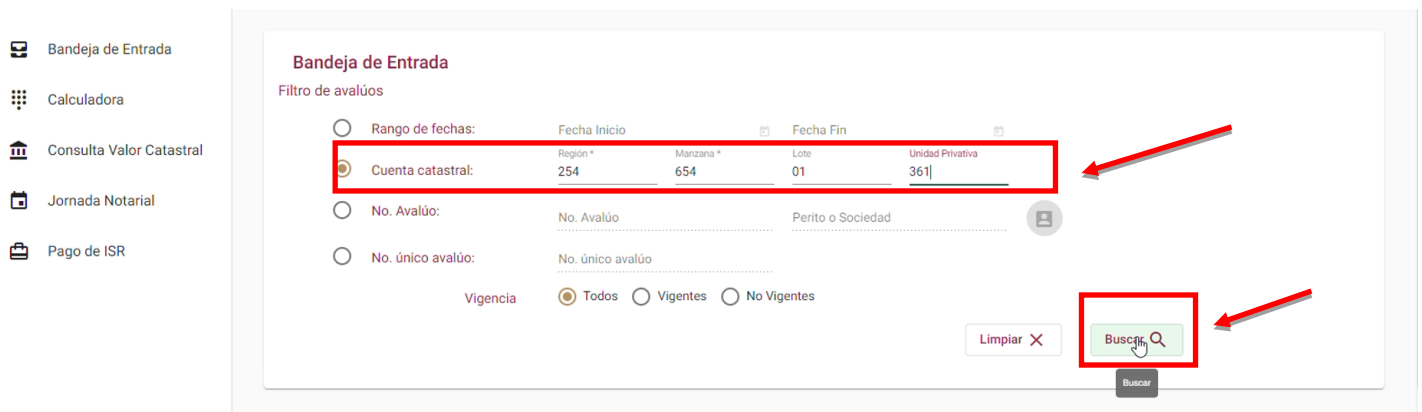 Bandeja de Entrada
Calculadora
Consulta Valor Catastral
Jornada Notarial
Pago de ISR
Bandeja de Entrada
Filtro de avalúos
Rango de fechas: Fecha Inicio Fecha Fin
Región * Manzana * Lote Unidad Privativa
Cuenta catastral: 254 654 01 361
No. Avalúo: No. Avalúo Perito o Sociedad
No. único avalúo: No. único avalúo
Vigencia Todos Vigentes No Vigentes
Limpiar Buscar
Buscar